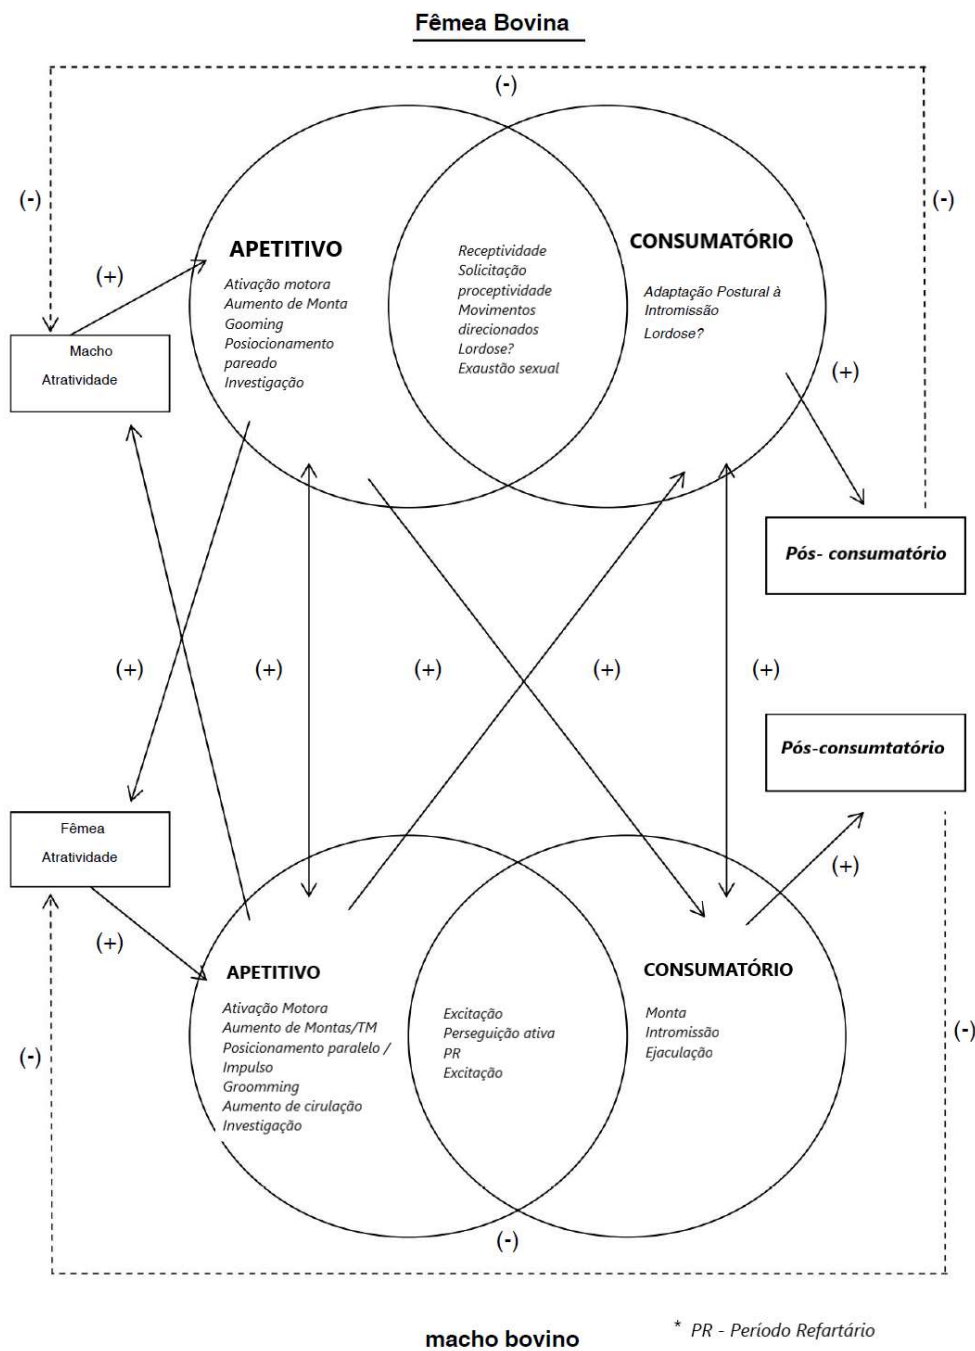 Fêmea Bovina
(-)
(-)
(-)
(+)
APETITIVO
Ativação motora
Aumento de Monta
Gooming
Posiocionamento
pareado
Investigação
Receptividade
Solicitação
proceptividade
Movimentos
direcionados
Lordose?
Exaustão sexual
CONSUMATÓRIO
Adaptação Postural à
Intromissão
Lordose?
Macho
Atratividade
(+)
Pós- consumatório
(+)
(+)
(+)
(+)
(+)
Pós-consumtatório
Fêmea
Atratividade
(+)
(+)
APETITIVO
Ativação Motora
Aumento de Montas/TM
Posicionamento paralelo /
Impulso
Groomming
Aumento de cirulação
Investigação
Excitação
Perseguição ativa
PR
Excitação
CONSUMATÓRIO
Monta
Intromissão
Ejaculação
(-)
(-)
(-)
macho bovino
* PR - Período Refartário